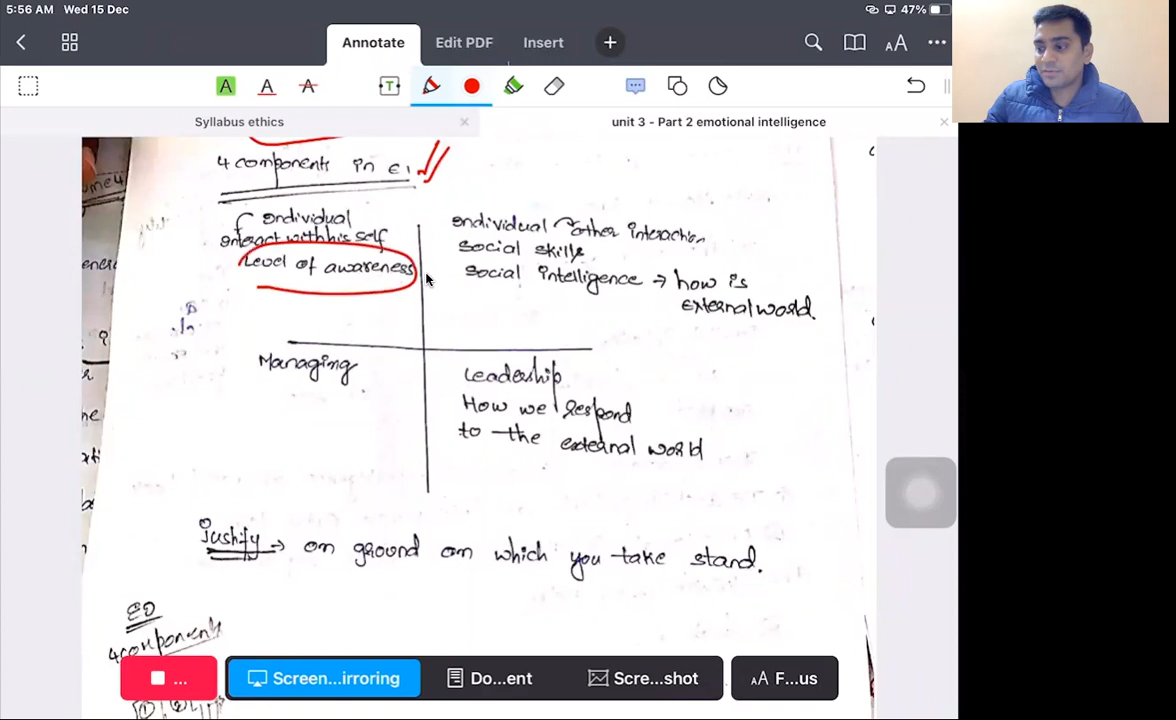 5:56 AM Wed 15 Dec
47%
Annotate
Edit PDF
Insert
AA
A
A
A
T
Syllabus ethics
unit 3 - Part 2 emotional intelligence
4 components in EI
Individual
interact with his self
Level of awareness
Individual other interaction
Social skills
Social intelligence → how is
External world.
Managing
Leadership
How we respond
to the external world
Justify → on ground on which you take stand.
4 components
...
Screen...irroring
Do...ent
Scre...shot
AA F...us